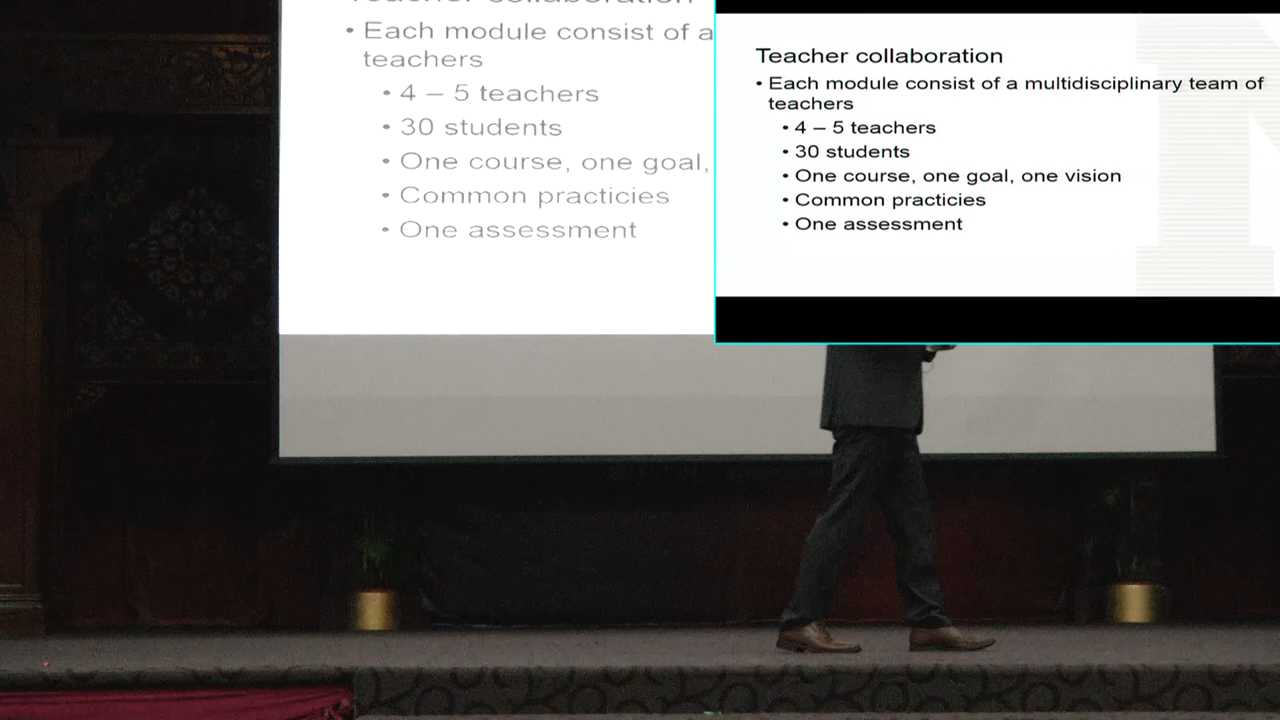 Teacher collaboration
• Each module consist of a
teachers
• 4 – 5 teachers
• 30 students
• One course, one goal,
• Common practicies
• One assessment
Teacher collaboration
• Each module consist of a multidisciplinary team of
teachers
• 4 – 5 teachers
• 30 students
• One course, one goal, one vision
• Common practicies
• One assessment